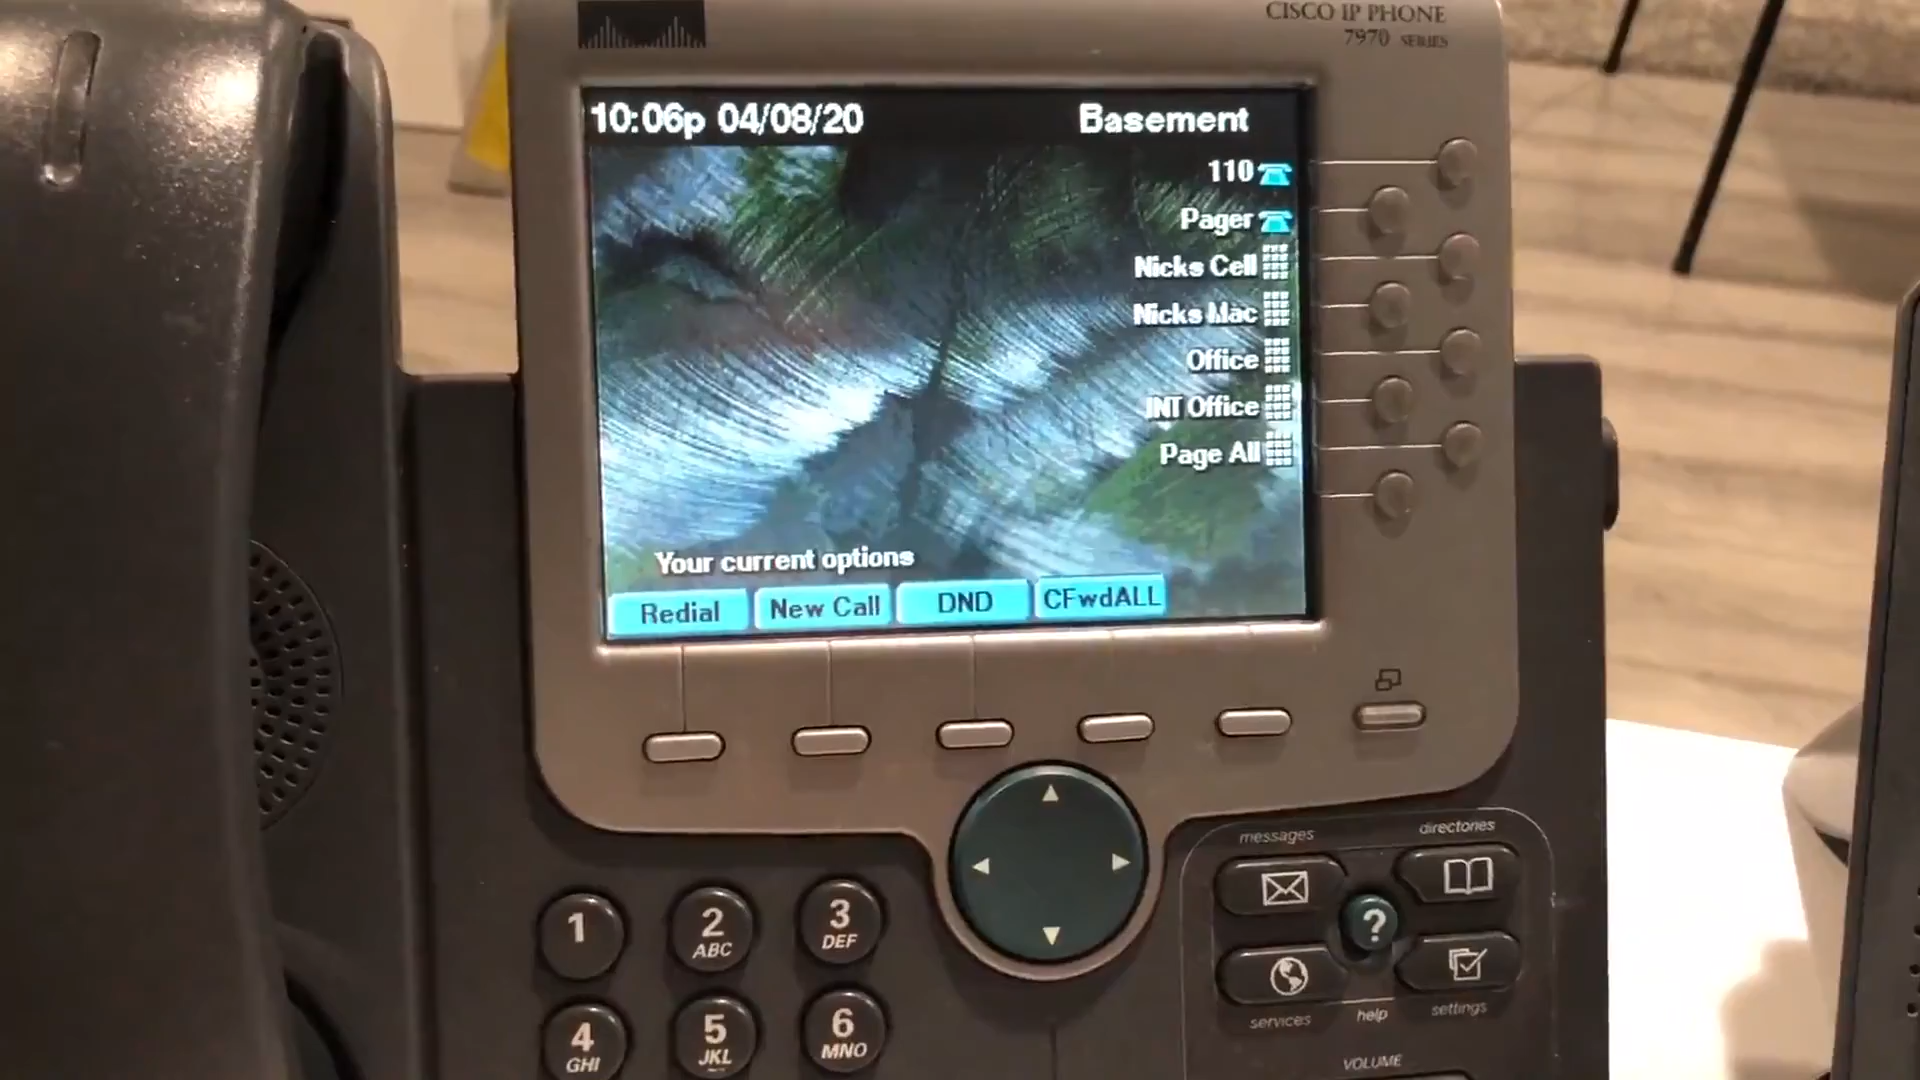 CISCO IP PHONE
7970 SERIES
10:06p 04/08/20 Basement
110
Pager
Nicks Cell
Nicks Mac
Office
INT Office
Page All
Your current options
Redial New Call DND CFwdALL
messages directories
?
services help settings
VOLUME
1 2 3
ABC DEF
4 5 6
GHI JKL MNO